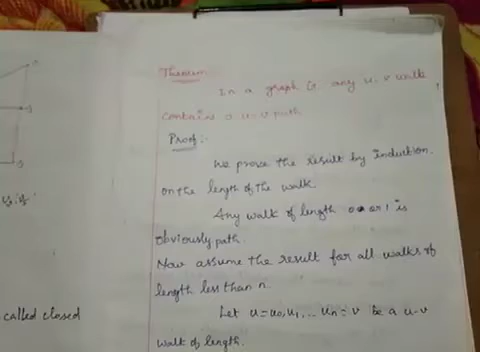 Theorem
In a graph G any u-v walk
contains a u-v path
Proof:-
We prove the result by induction
on the length of the walk.
Any walk of length 0 or 1 is
obviously path.
Now assume the result for all walks of
length less than n.
Let u = u0, u1, ... un = v be a u-v
walk of length.
called closed